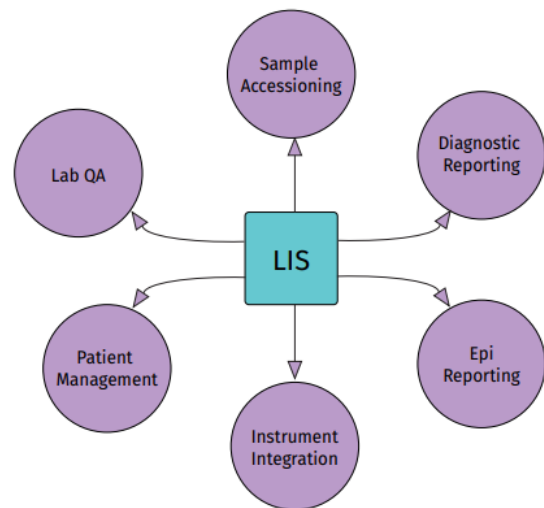 Sample
Accessioning
Diagnostic
Reporting
Lab QA
LIS
Patient
Management
Epi
Reporting
Instrument
Integration